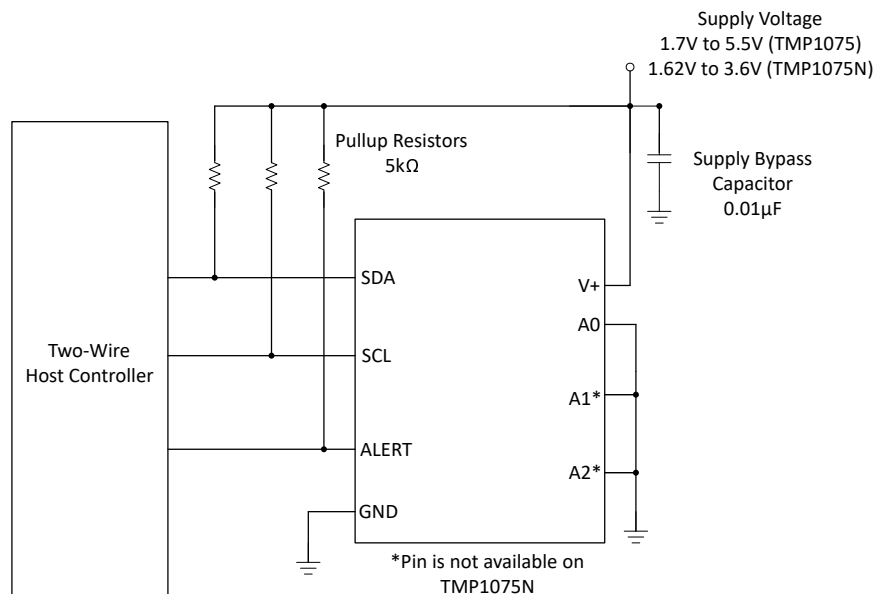 Supply Voltage
1.7V to 5.5V (TMP1075)
1.62V to 3.6V (TMP1075N)
Pullup Resistors
5kΩ
Supply Bypass
Capacitor
0.01µF
Two-Wire
Host Controller
SDA
SCL
ALERT
GND
V+
A0
A1*
A2*
*Pin is not available on
TMP1075N